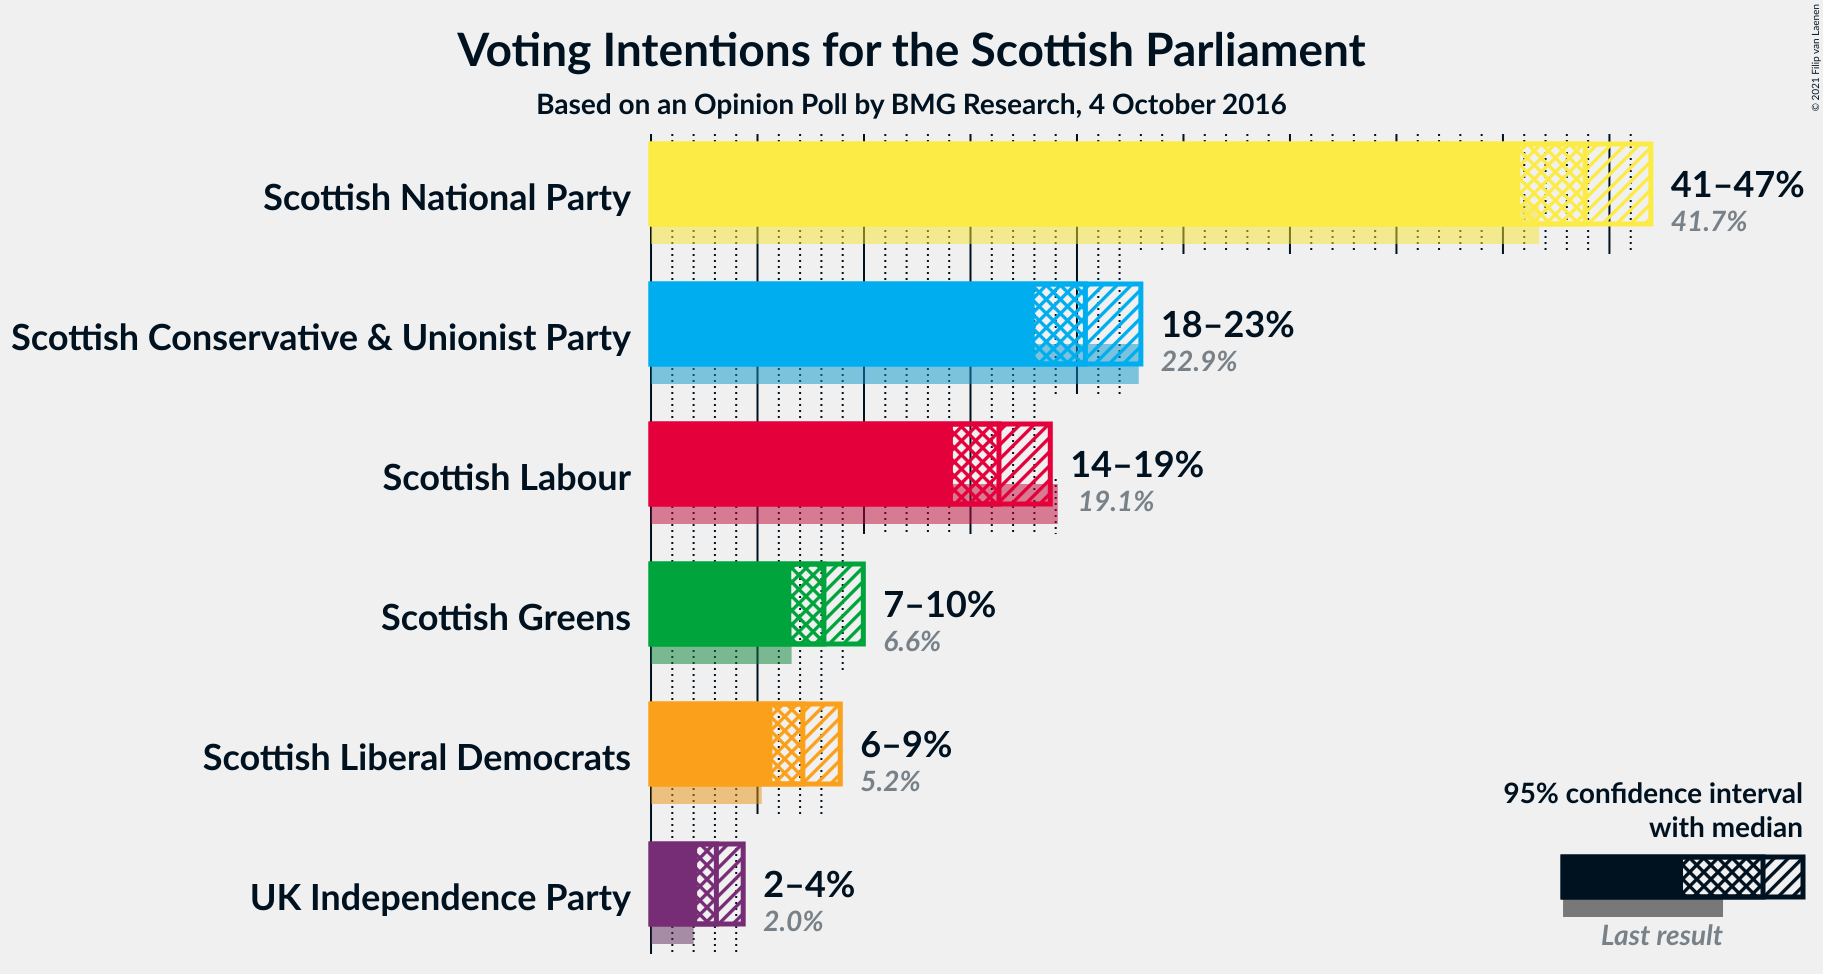 Voting Intentions for the Scottish Parliament
Based on an Opinion Poll by BMG Research, 4 October 2016
© 2021 Filip van Laenen
Scottish National Party
41–47%
41.7%
Scottish Conservative & Unionist Party
18–23%
22.9%
Scottish Labour
14–19%
19.1%
Scottish Greens
7–10%
6.6%
Scottish Liberal Democrats
6–9%
5.2%
UK Independence Party
2–4%
2.0%
95% confidence interval
with median
Last result